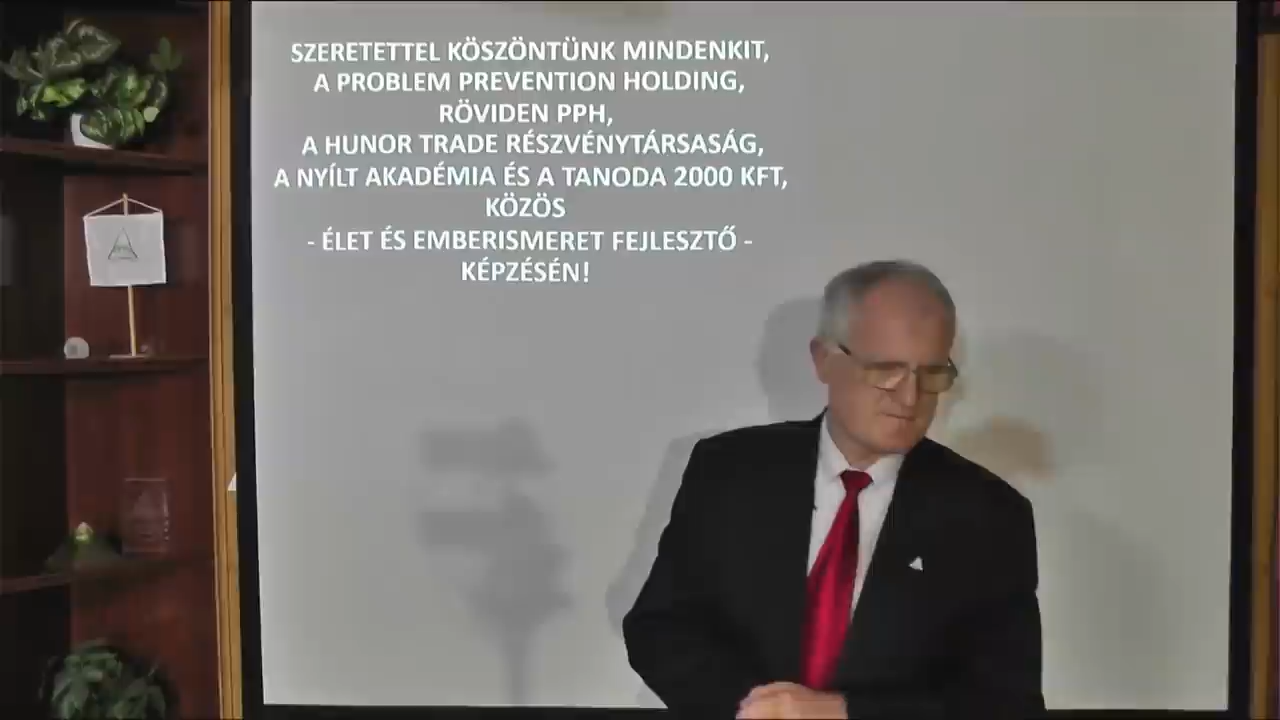 SZERETETTEL KÖSZÖNTÜNK MINDENKIT,
A PROBLEM PREVENTION HOLDING,
RÖVIDEN PPH,
A HUNOR TRADE RÉSZVÉNYTÁRSASÁG,
A NYÍLT AKADÉMIA ÉS A TANODA 2000 KFT,
KÖZÖS
- ÉLET ÉS EMBERISMERET FEJLESZTŐ -
KÉPZÉSÉN!